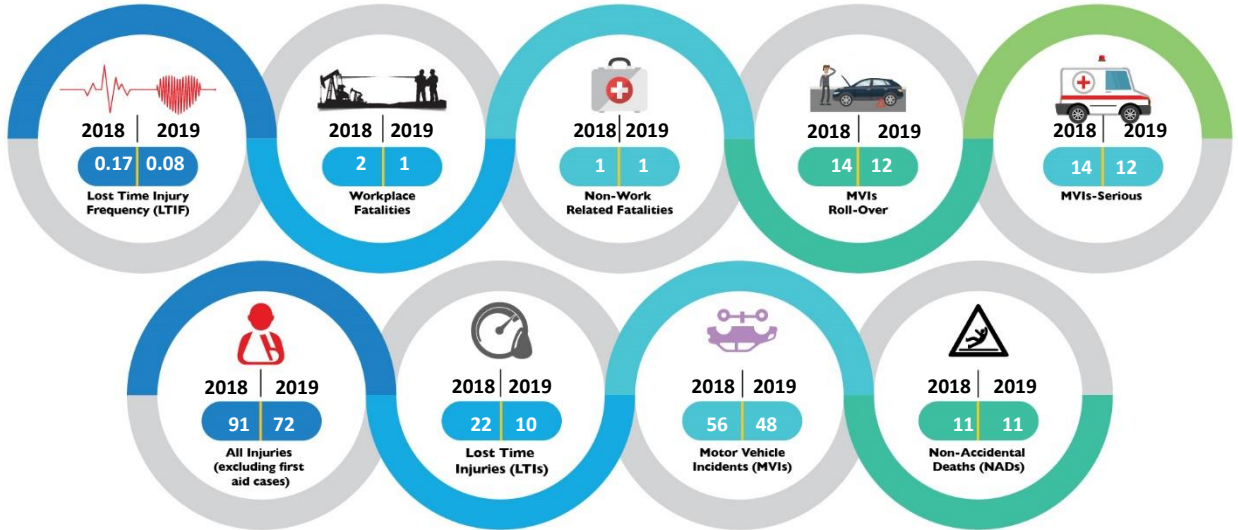 2018 2019
0.17 0.08
Lost Time Injury
Frequency (LTIF)
2018 2019
2 1
Workplace
Fatalities
2018 2019
1 1
Non-Work
Related Fatalities
2018 2019
14 12
MVIs
Roll-Over
2018 2019
14 12
MVIs-Serious
2018 2019
91 72
All Injuries
(excluding first
aid cases)
2018 2019
22 10
Lost Time
Injuries (LTIs)
2018 2019
56 48
Motor Vehicle
Incidents (MVIs)
2018 2019
11 11
Non-Accidental
Deaths (NADs)